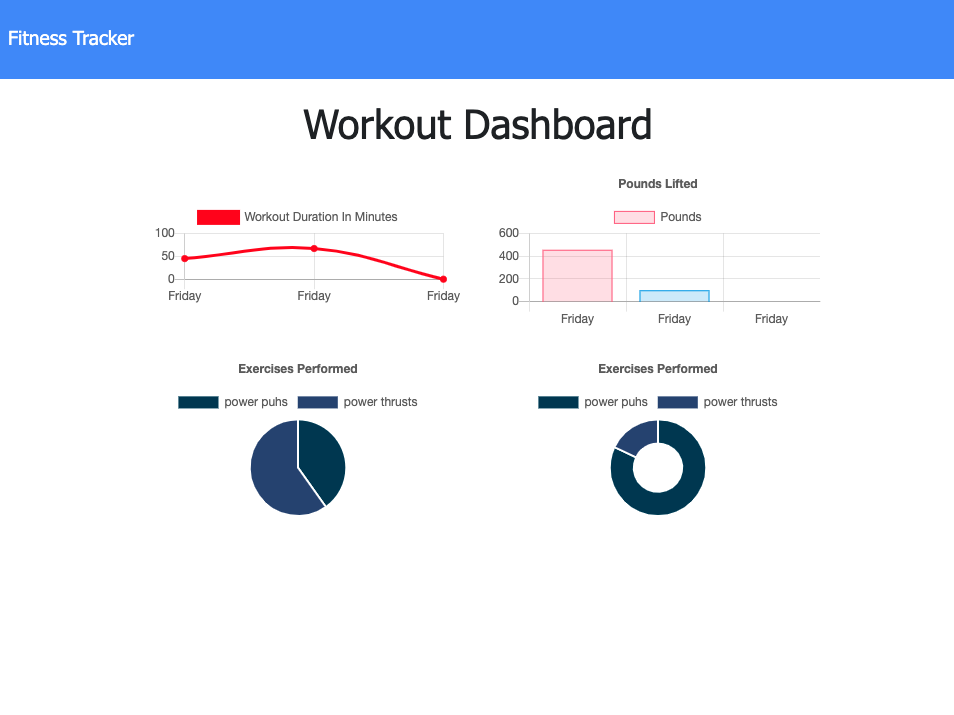 Fitness Tracker
Workout Dashboard
Workout Duration In Minutes
100
50
0
Friday Friday Friday
Pounds Lifted
Pounds
600
400
200
0
Friday Friday Friday
Exercises Performed
power puhs power thrusts
Exercises Performed
power puhs power thrusts